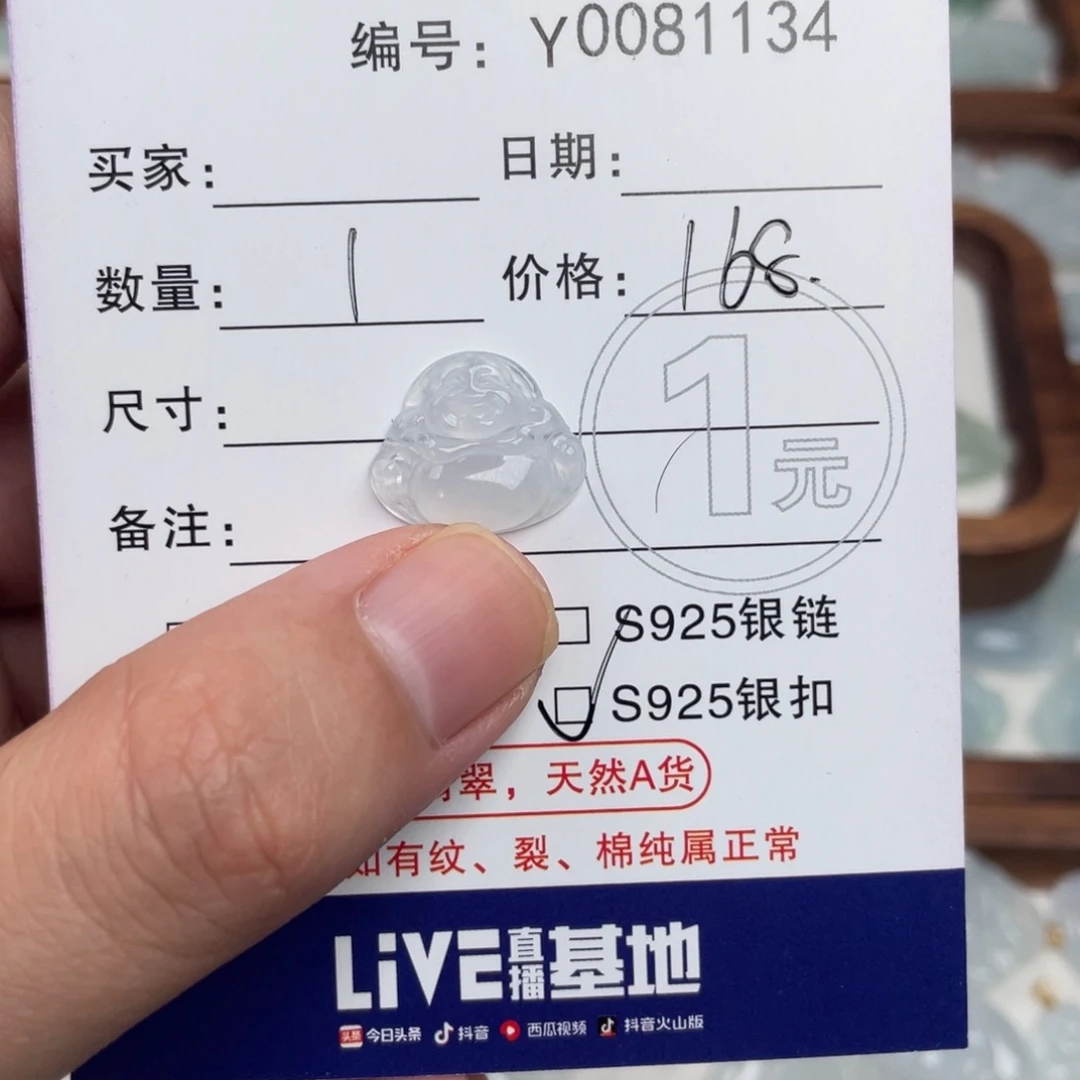 编号: Y0081134
买家: 日期:
数量: 1 价格: 168.
尺寸:
1元
备注:
S925银链
S925银扣
翠，天然A货
如有纹、裂、棉纯属正常
LiVE直播基地
头条 今日头条 抖音 西瓜视频 抖音火山版